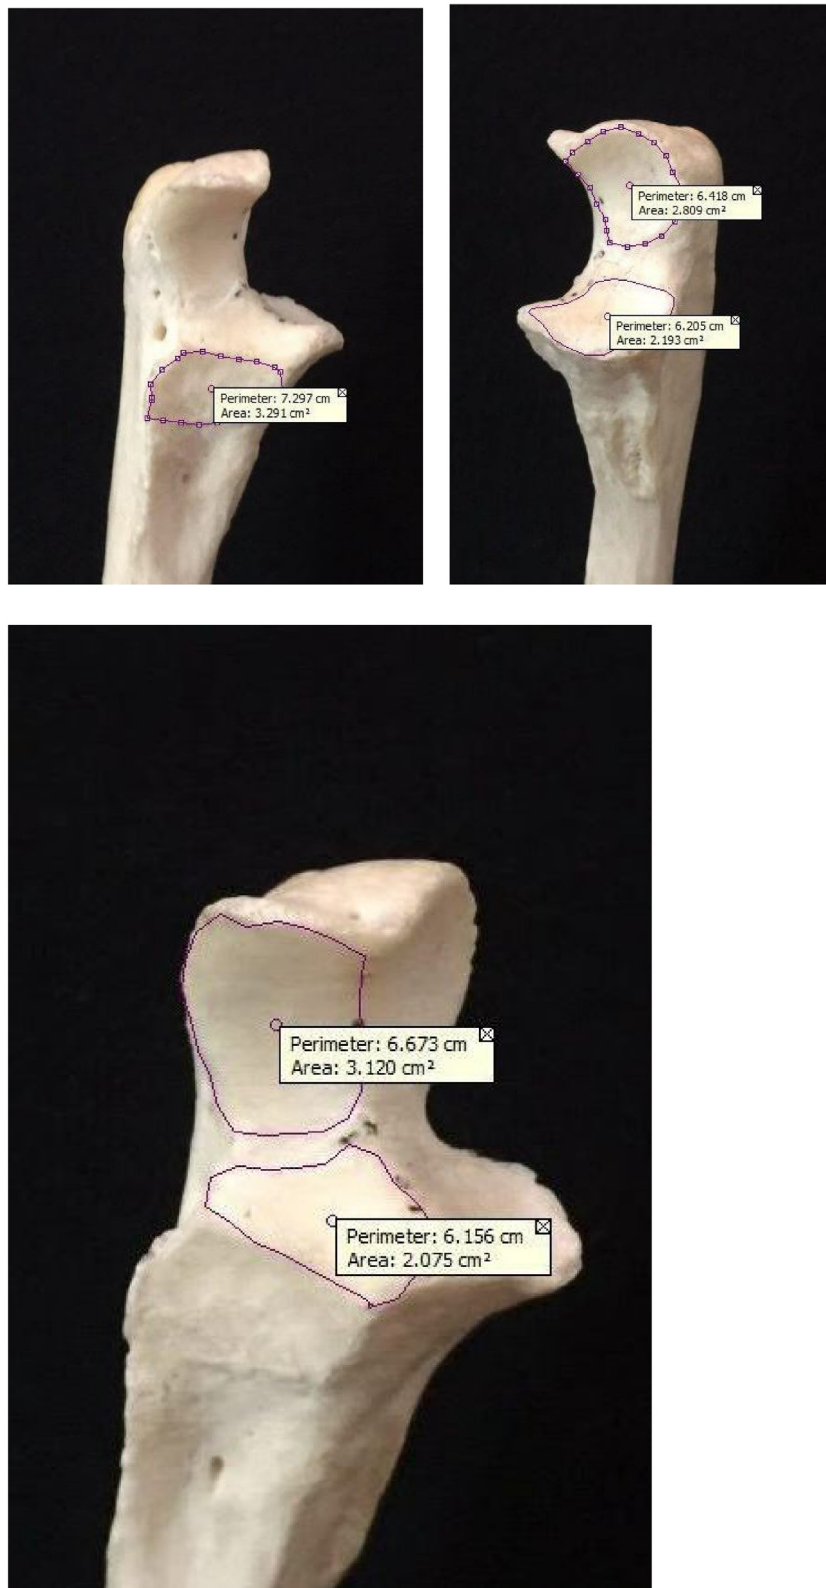 Perimeter: 7.297 cm
Area: 3.291 cm²
Perimeter: 6.418 cm
Area: 2.809 cm²
Perimeter: 6.205 cm
Area: 2.193 cm²
Perimeter: 6.673 cm
Area: 3.120 cm²
Perimeter: 6.156 cm
Area: 2.075 cm²